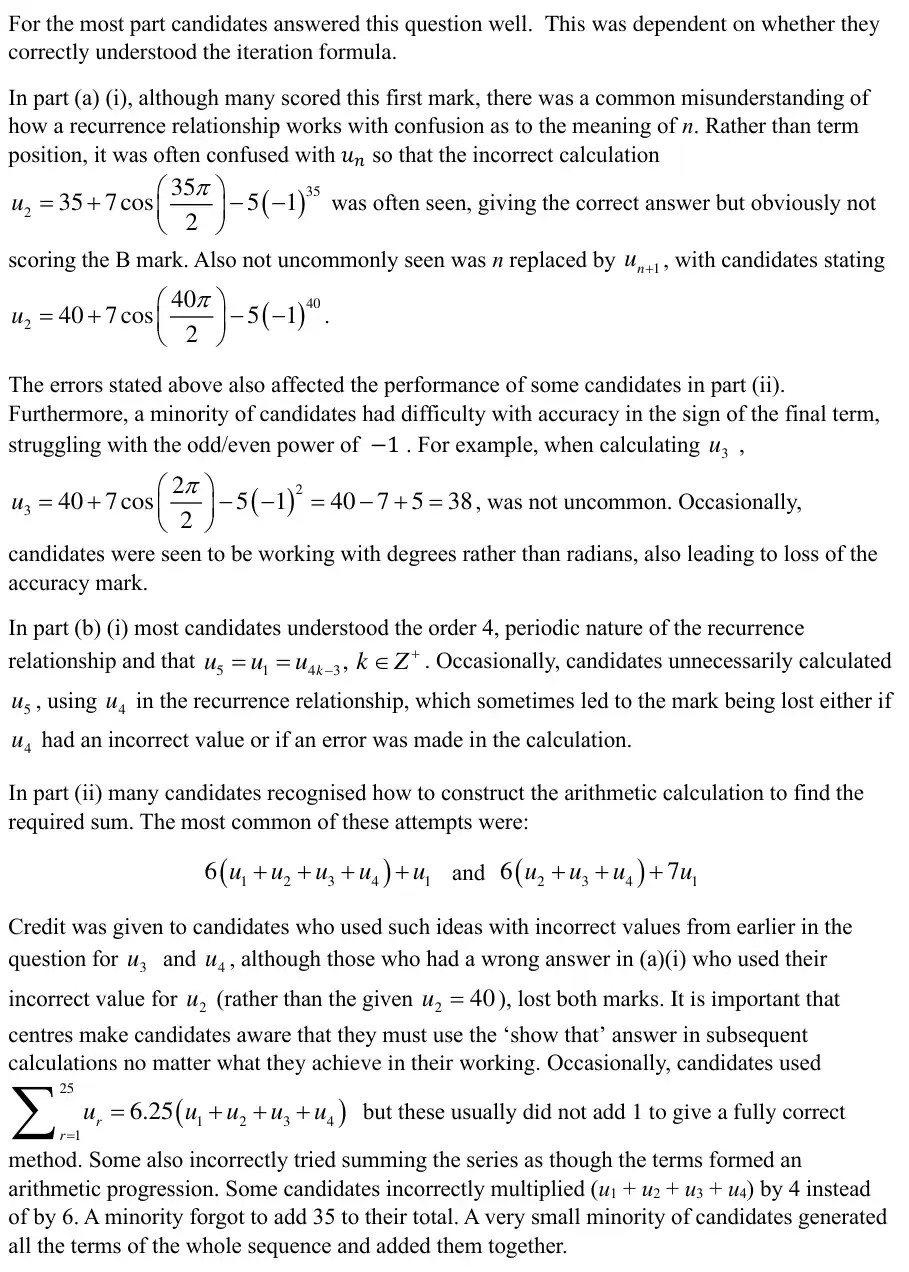 For the most part candidates answered this question well.  This was dependent on whether they
correctly understood the iteration formula.
In part (a) (i), although many scored this first mark, there was a common misunderstanding of
how a recurrence relationship works with confusion as to the meaning of n. Rather than term
position, it was often confused with uₙ so that the incorrect calculation
u₂ = 35 + 7 cos(35π/2) − 5(−1)³⁵ was often seen, giving the correct answer but obviously not
scoring the B mark. Also not uncommonly seen was n replaced by uₙ₊₁, with candidates stating
u₂ = 40 + 7 cos(40π/2) − 5(−1)⁴⁰.
The errors stated above also affected the performance of some candidates in part (ii).
Furthermore, a minority of candidates had difficulty with accuracy in the sign of the final term,
struggling with the odd/even power of −1 . For example, when calculating u₃ ,
u₃ = 40 + 7 cos(2π/2) − 5(−1)² = 40 − 7 + 5 = 38, was not uncommon. Occasionally,
candidates were seen to be working with degrees rather than radians, also leading to loss of the
accuracy mark.
In part (b) (i) most candidates understood the order 4, periodic nature of the recurrence
relationship and that u₅ = u₁ = u₄ₖ₋₃, k ∈ Z⁺ . Occasionally, candidates unnecessarily calculated
u₅ , using u₄ in the recurrence relationship, which sometimes led to the mark being lost either if
u₄ had an incorrect value or if an error was made in the calculation.
In part (ii) many candidates recognised how to construct the arithmetic calculation to find the
required sum. The most common of these attempts were:
6(u₁ + u₂ + u₃ + u₄) + u₁ and 6(u₂ + u₃ + u₄) + 7u₁
Credit was given to candidates who used such ideas with incorrect values from earlier in the
question for u₃ and u₄ , although those who had a wrong answer in (a)(i) who used their
incorrect value for u₂ (rather than the given u₂ = 40 ), lost both marks. It is important that
centres make candidates aware that they must use the ‘show that’ answer in subsequent
calculations no matter what they achieve in their working. Occasionally, candidates used
∑²⁵ᵣ₌₁ uᵣ = 6.25(u₁ + u₂ + u₃ + u₄) but these usually did not add 1 to give a fully correct
method. Some also incorrectly tried summing the series as though the terms formed an
arithmetic progression. Some candidates incorrectly multiplied (u₁ + u₂ + u₃ + u₄) by 4 instead
of by 6. A minority forgot to add 35 to their total. A very small minority of candidates generated
all the terms of the whole sequence and added them together.